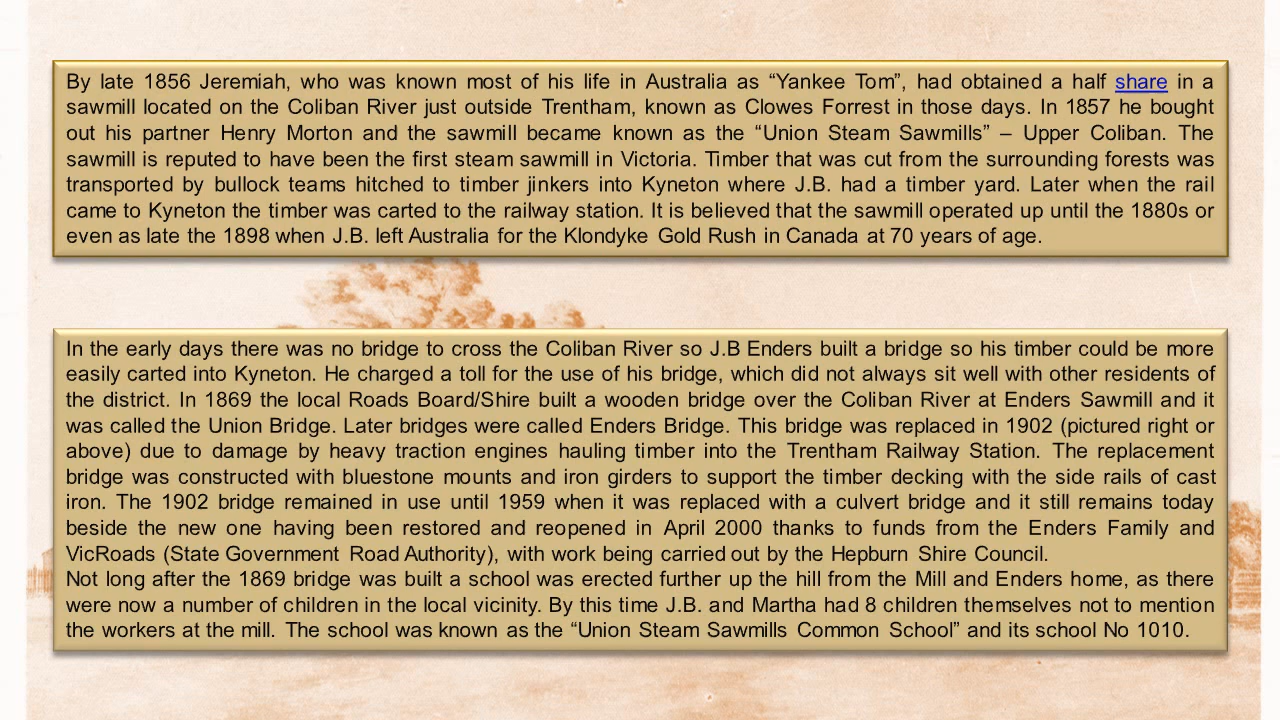 By late 1856 Jeremiah, who was known most of his life in Australia as “Yankee Tom”, had obtained a half share in a
sawmill located on the Coliban River just outside Trentham, known as Clowes Forrest in those days. In 1857 he bought
out his partner Henry Morton and the sawmill became known as the “Union Steam Sawmills” – Upper Coliban. The
sawmill is reputed to have been the first steam sawmill in Victoria. Timber that was cut from the surrounding forests was
transported by bullock teams hitched to timber jinkers into Kyneton where J.B. had a timber yard. Later when the rail
came to Kyneton the timber was carted to the railway station. It is believed that the sawmill operated up until the 1880s or
even as late the 1898 when J.B. left Australia for the Klondyke Gold Rush in Canada at 70 years of age.
In the early days there was no bridge to cross the Coliban River so J.B Enders built a bridge so his timber could be more
easily carted into Kyneton. He charged a toll for the use of his bridge, which did not always sit well with other residents of
the district. In 1869 the local Roads Board/Shire built a wooden bridge over the Coliban River at Enders Sawmill and it
was called the Union Bridge. Later bridges were called Enders Bridge. This bridge was replaced in 1902 (pictured right or
above) due to damage by heavy traction engines hauling timber into the Trentham Railway Station. The replacement
bridge was constructed with bluestone mounts and iron girders to support the timber decking with the side rails of cast
iron. The 1902 bridge remained in use until 1959 when it was replaced with a culvert bridge and it still remains today
beside the new one having been restored and reopened in April 2000 thanks to funds from the Enders Family and
VicRoads (State Government Road Authority), with work being carried out by the Hepburn Shire Council.
Not long after the 1869 bridge was built a school was erected further up the hill from the Mill and Enders home, as there
were now a number of children in the local vicinity. By this time J.B. and Martha had 8 children themselves not to mention
the workers at the mill. The school was known as the “Union Steam Sawmills Common School” and its school No 1010.